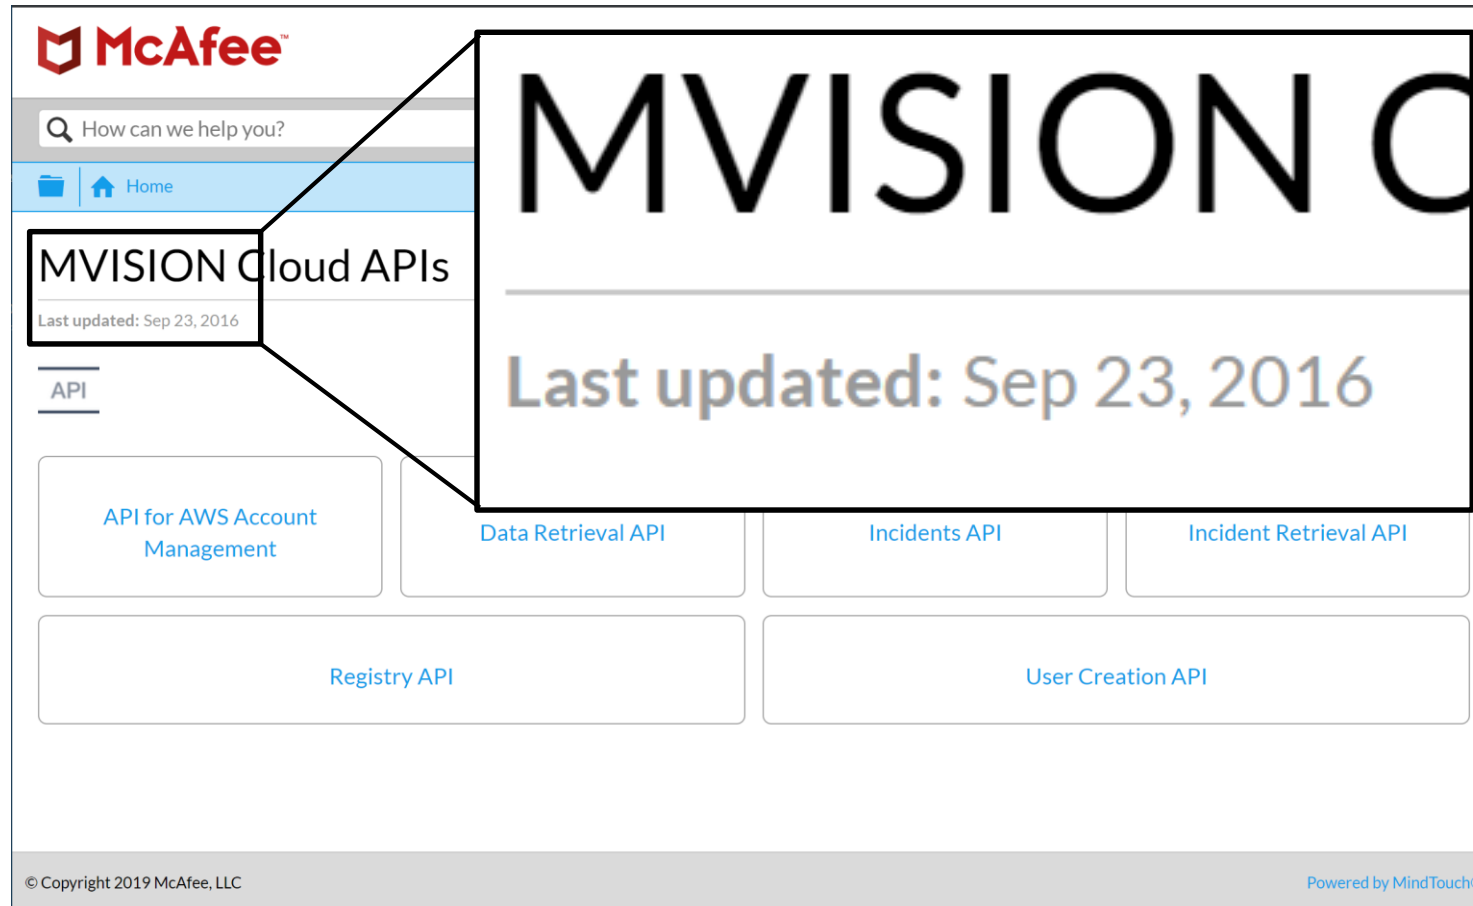 McAfee™
How can we help you?
Home
MVISION Cloud APIs
Last updated: Sep 23, 2016
MVISION C
Last updated: Sep 23, 2016
API
API for AWS Account
Management
Data Retrieval API
Incidents API
Incident Retrieval API
Registry API
User Creation API
© Copyright 2019 McAfee, LLC
Powered by MindTouch